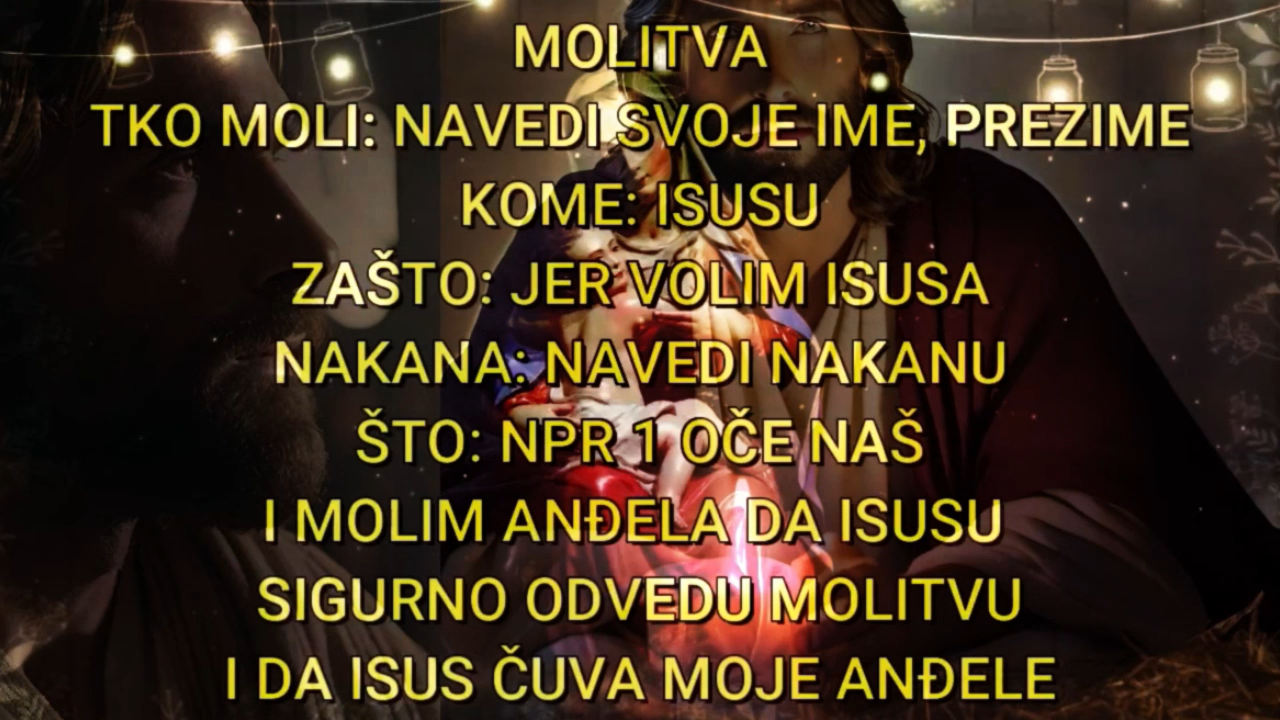 MOLITVA
TKO MOLI: NAVEDI SVOJE IME, PREZIME
KOME: ISUSU
ZAŠTO: JER VOLIM ISUSA
NAKANA: NAVEDI NAKANU
ŠTO: NPR 1 OČE NAŠ
I MOLIM ANĐELA DA ISUSU
SIGURNO ODVEDU MOLITVU
I DA ISUS ČUVA MOJE ANĐELE